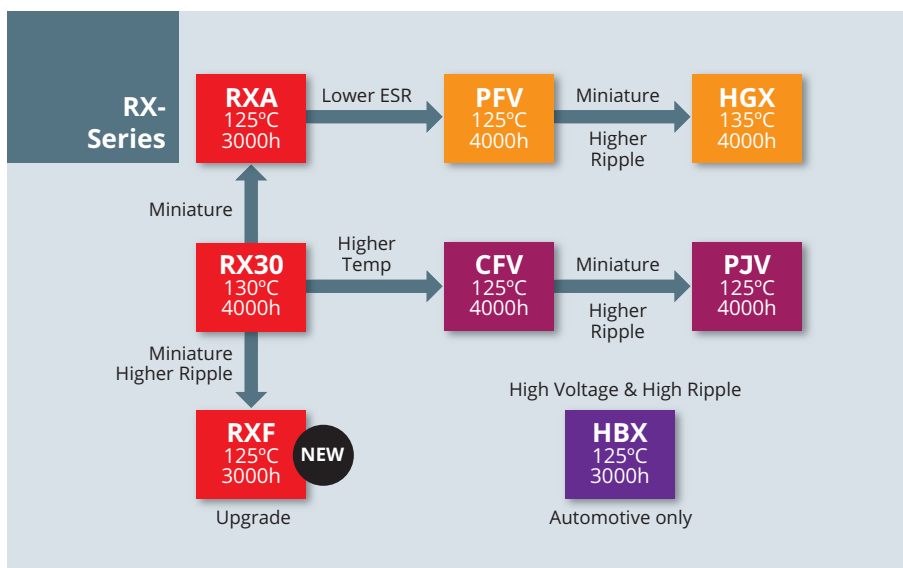 RX-
Series
RXA
125ºC
3000h
Lower ESR
PFV
125ºC
4000h
Miniature
Higher
Ripple
HGX
135ºC
4000h
Miniature
RX30
130ºC
4000h
Higher
Temp
CFV
125ºC
4000h
Miniature
Higher
Ripple
PJV
125ºC
4000h
Miniature
Higher Ripple
RXF
125ºC
3000h
NEW
Upgrade
High Voltage & High Ripple
HBX
125ºC
3000h
Automotive only